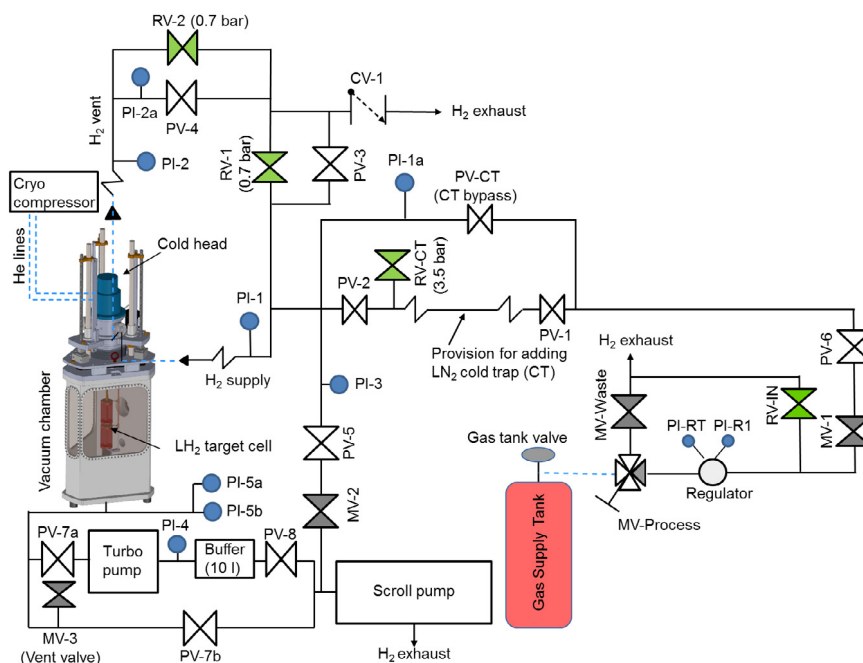 RV-2 (0.7 bar)
CV-1
H₂ exhaust
PI-2a
PV-4
H₂ vent
RV-1
(0.7 bar)
PV-3
PI-1a
PV-CT
(CT bypass)
PI-2
Cryo
compressor
He lines
Cold head
RV-CT
(3.5 bar)
PV-2
PV-1
PI-1
Provision for adding
LN₂ cold trap (CT)
H₂ exhaust
PV-6
H₂ supply
PI-3
MV-Waste
RV-IN
MV-1
PI-RT
PI-R1
Vacuum chamber
LH₂ target cell
PV-5
Gas tank valve
Regulator
MV-Process
PI-5a
PI-5b
MV-2
PI-4
PV-8
PV-7a
Turbo
pump
Buffer
(10 l)
Scroll pump
Gas Supply Tank
MV-3
(Vent valve)
PV-7b
H₂ exhaust